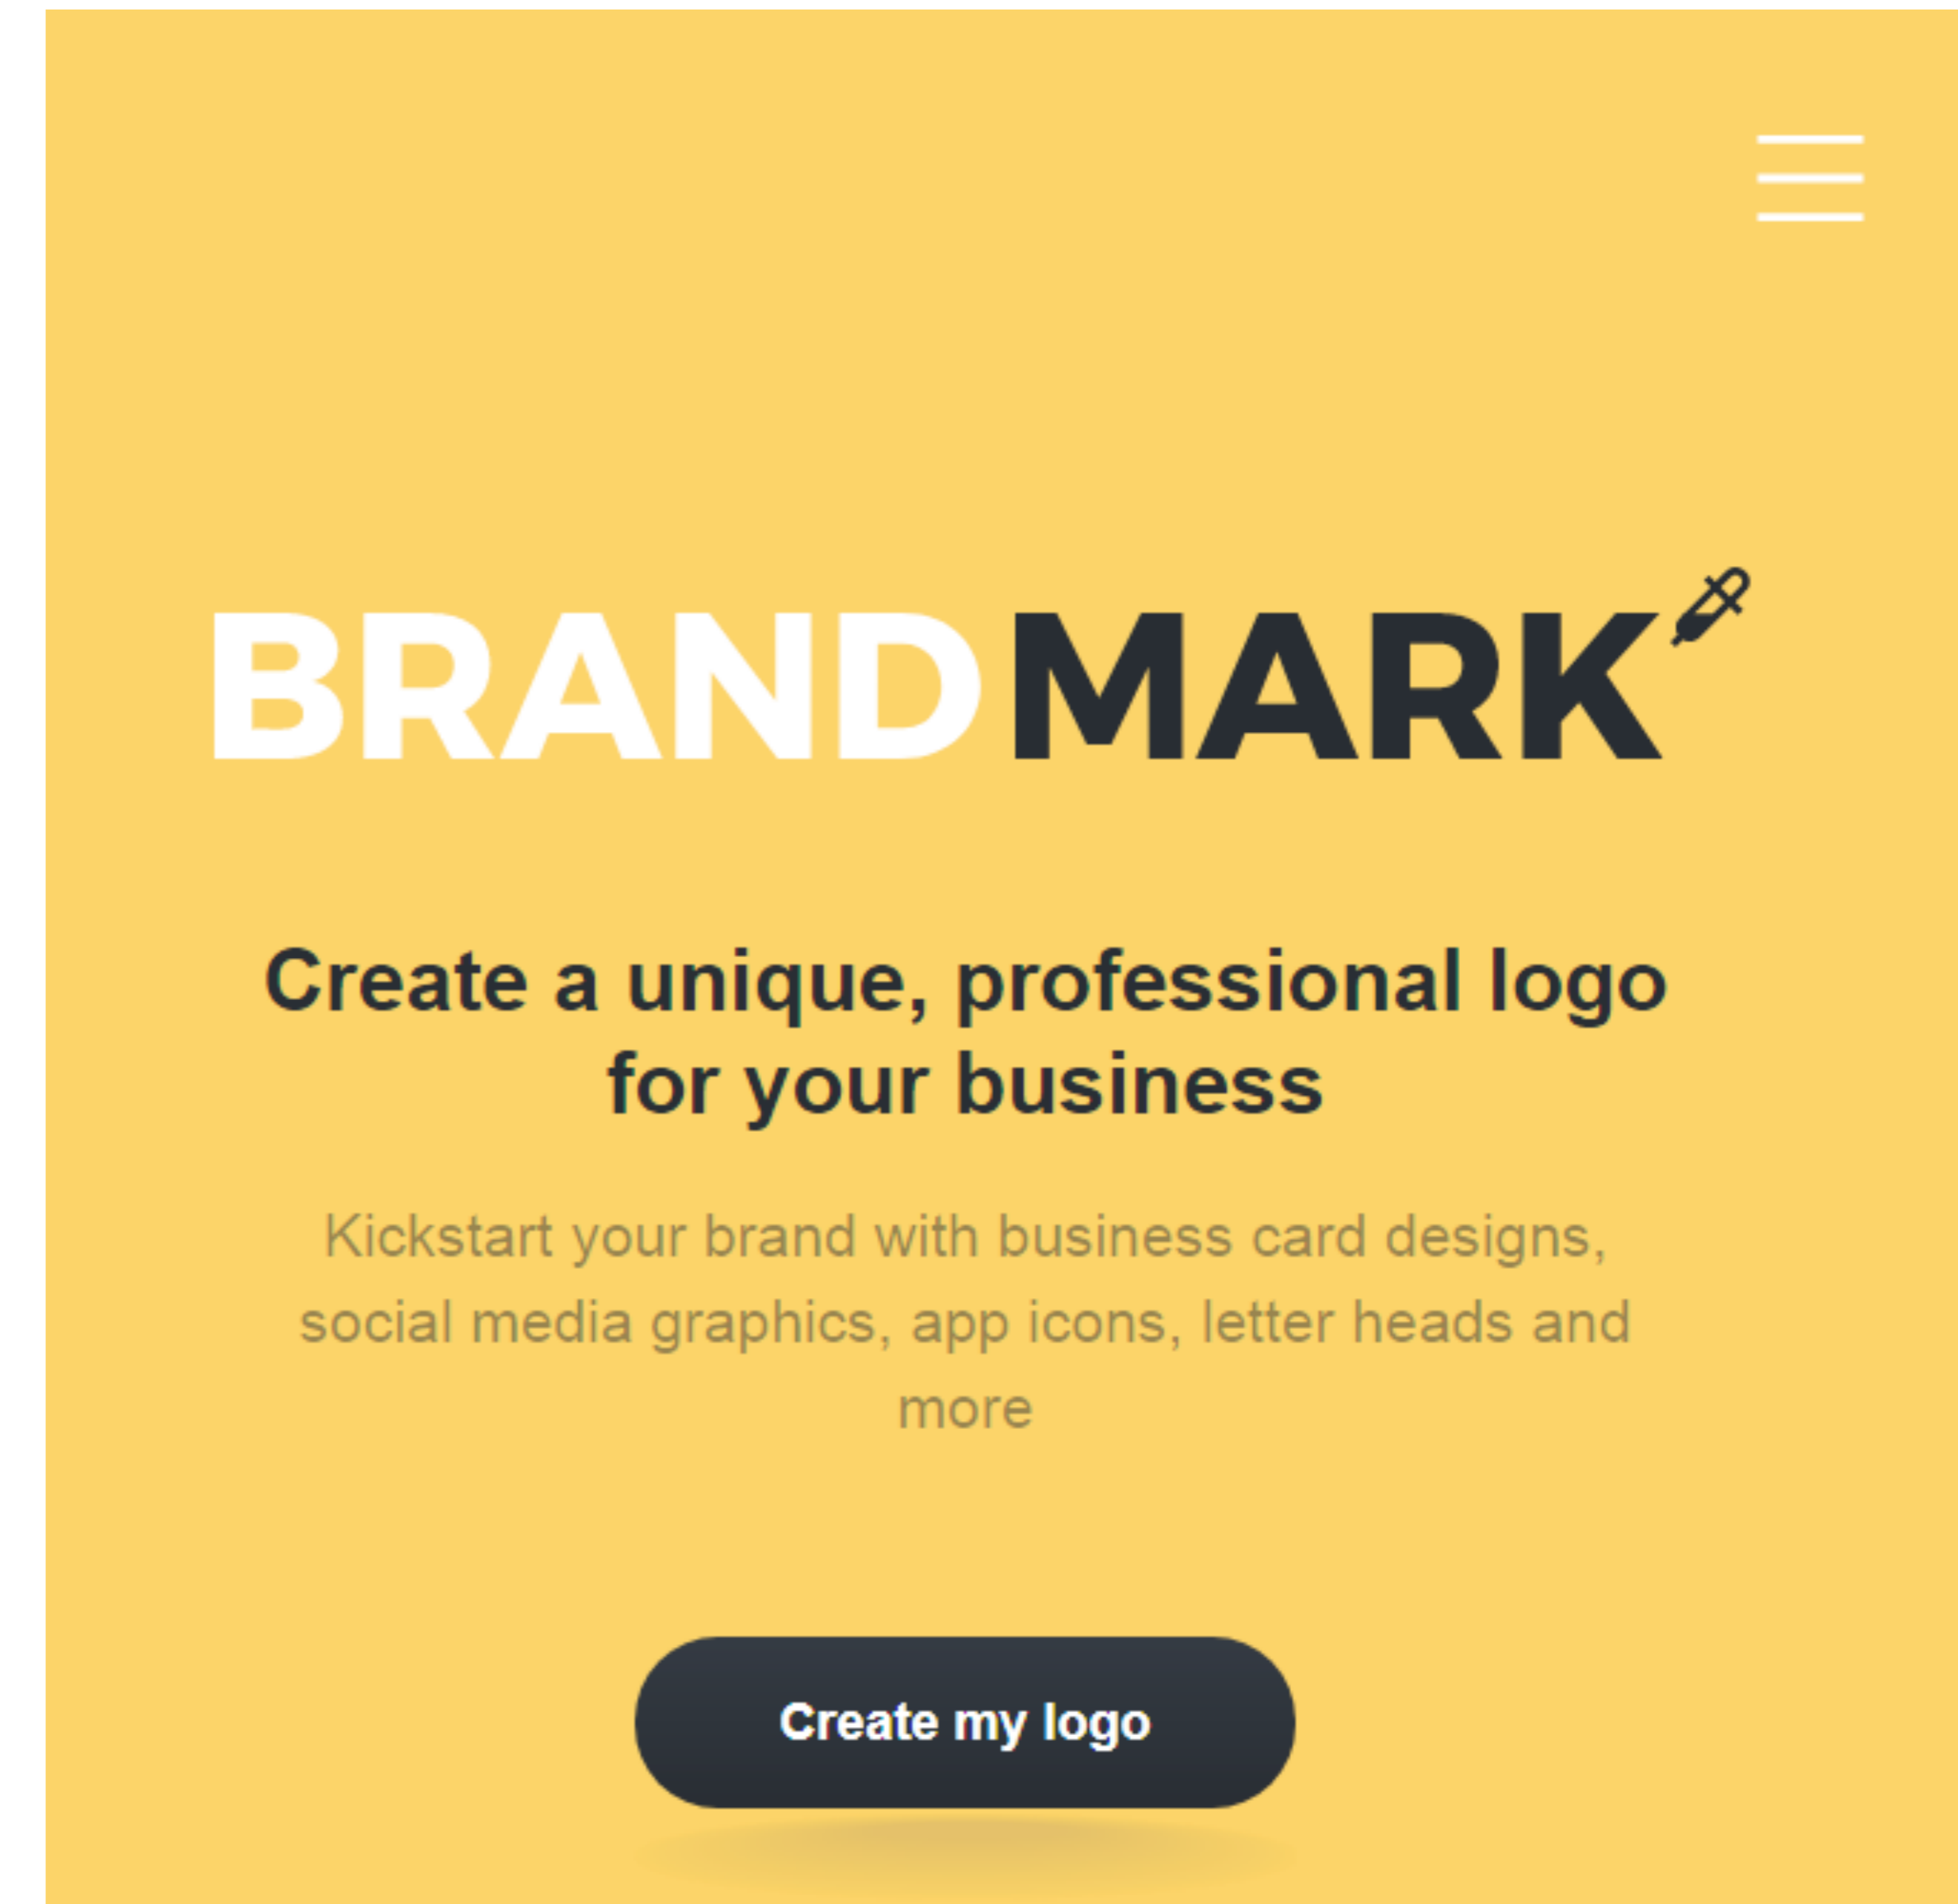 BRANDMARK
Create a unique, professional logo
for your business
Kickstart your brand with business card designs,
social media graphics, app icons, letter heads and
more
Create my logo